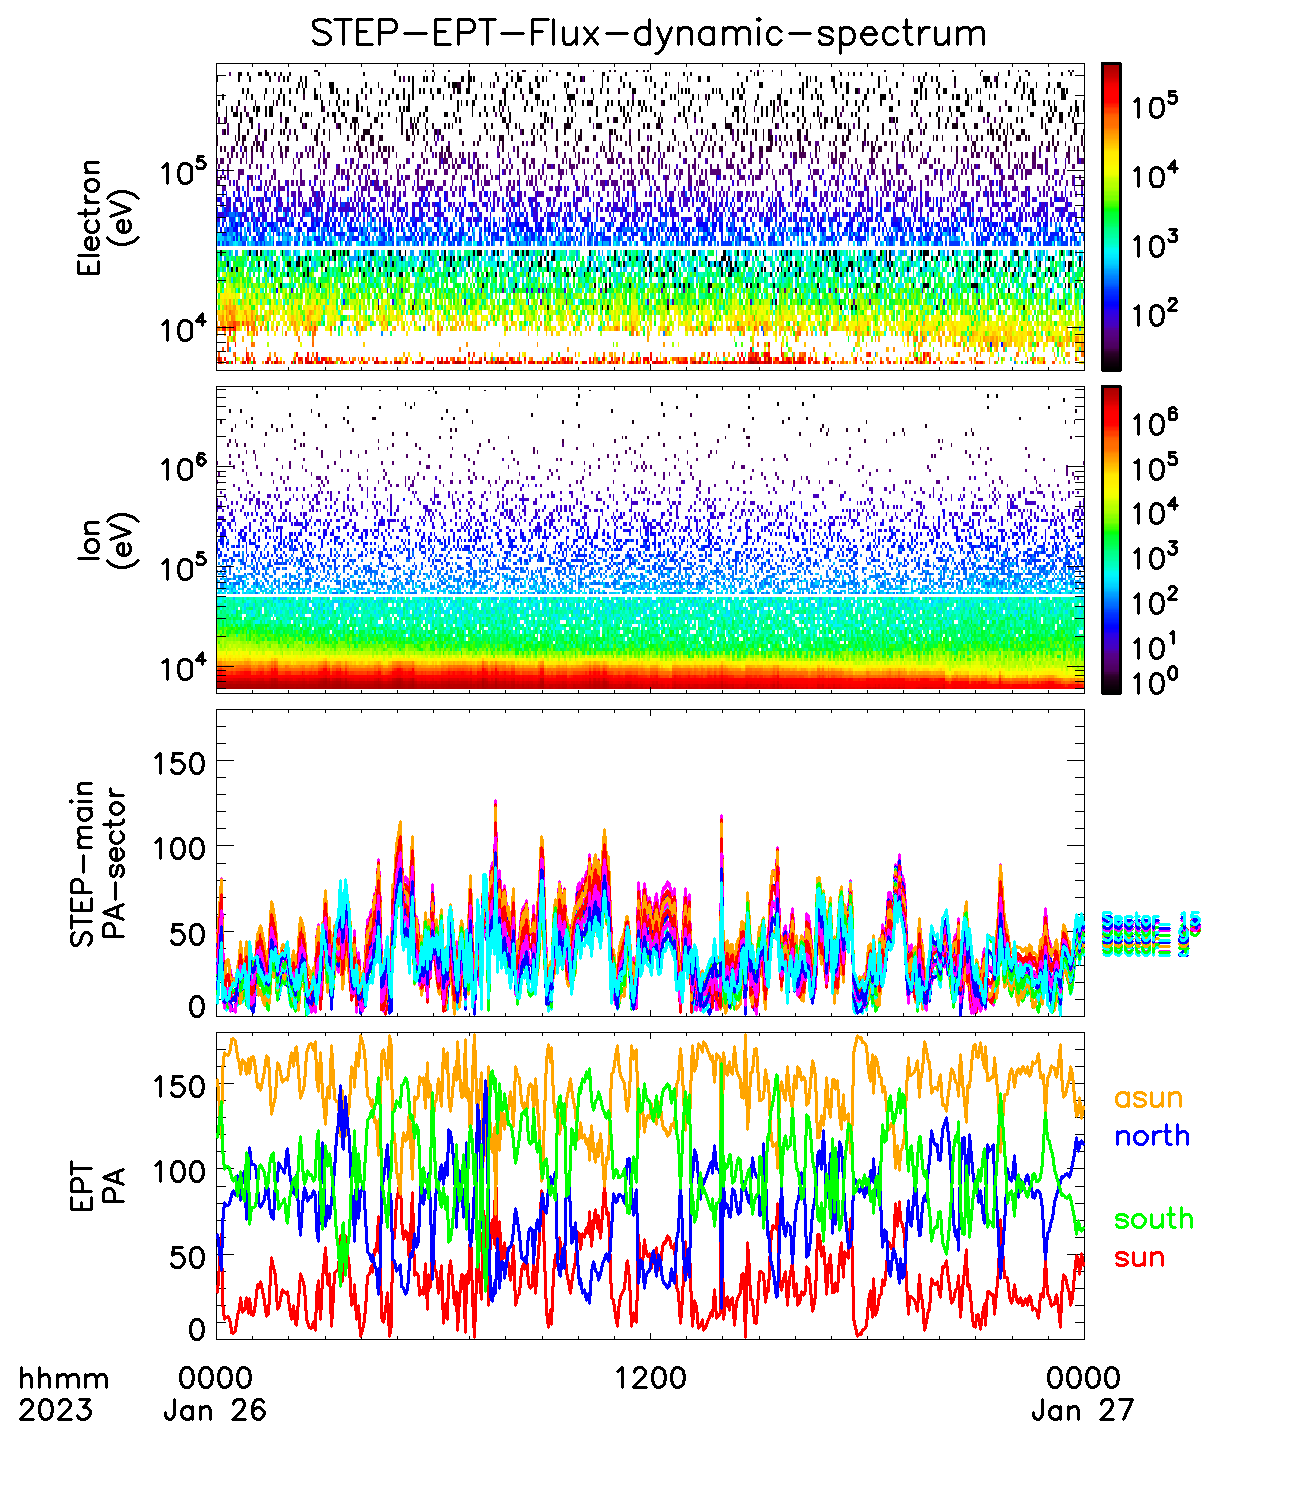 STEP-EPT-Flux-dynamic-spectrum
Electron
(eV)
10^5
10^4
10^5
10^4
10^3
10^2
Ion
(eV)
10^6
10^5
10^4
10^6
10^5
10^4
10^3
10^2
10^1
10^0
STEP-main
PA-sector
150
100
50
0
Sector_ 15
EPT
PA
150
100
50
0
asun
north
south
sun
hhmm
2023
0000
Jan 26
1200
0000
Jan 27